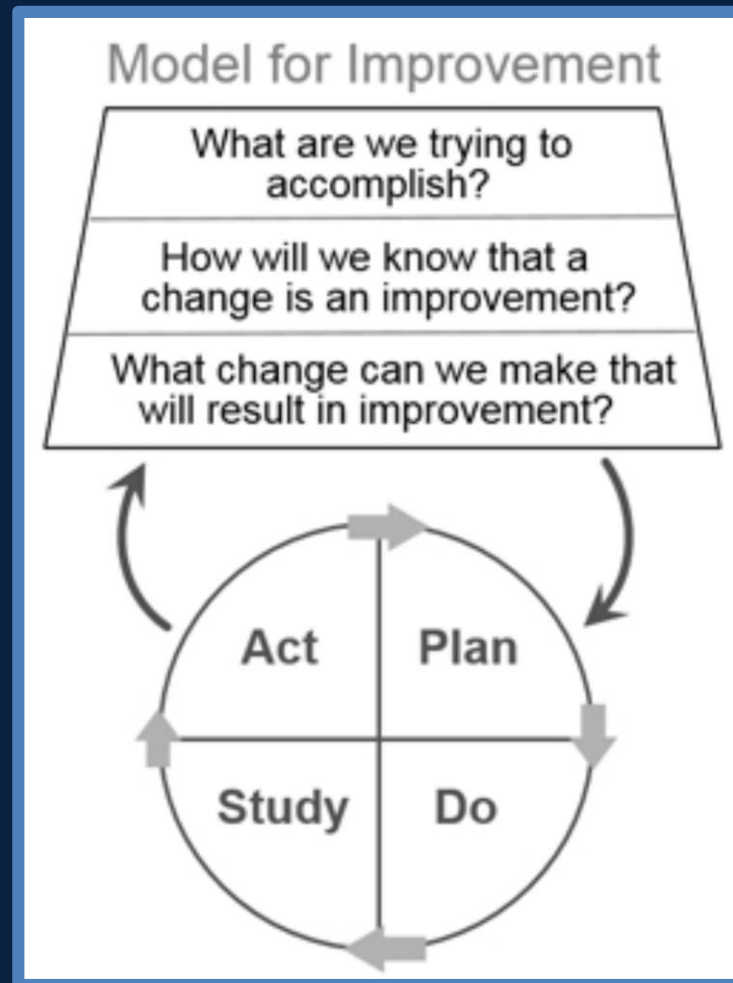 Model for Improvement
What are we trying to
accomplish?
How will we know that a
change is an improvement?
What change can we make that
will result in improvement?
Act
Plan
Study
Do